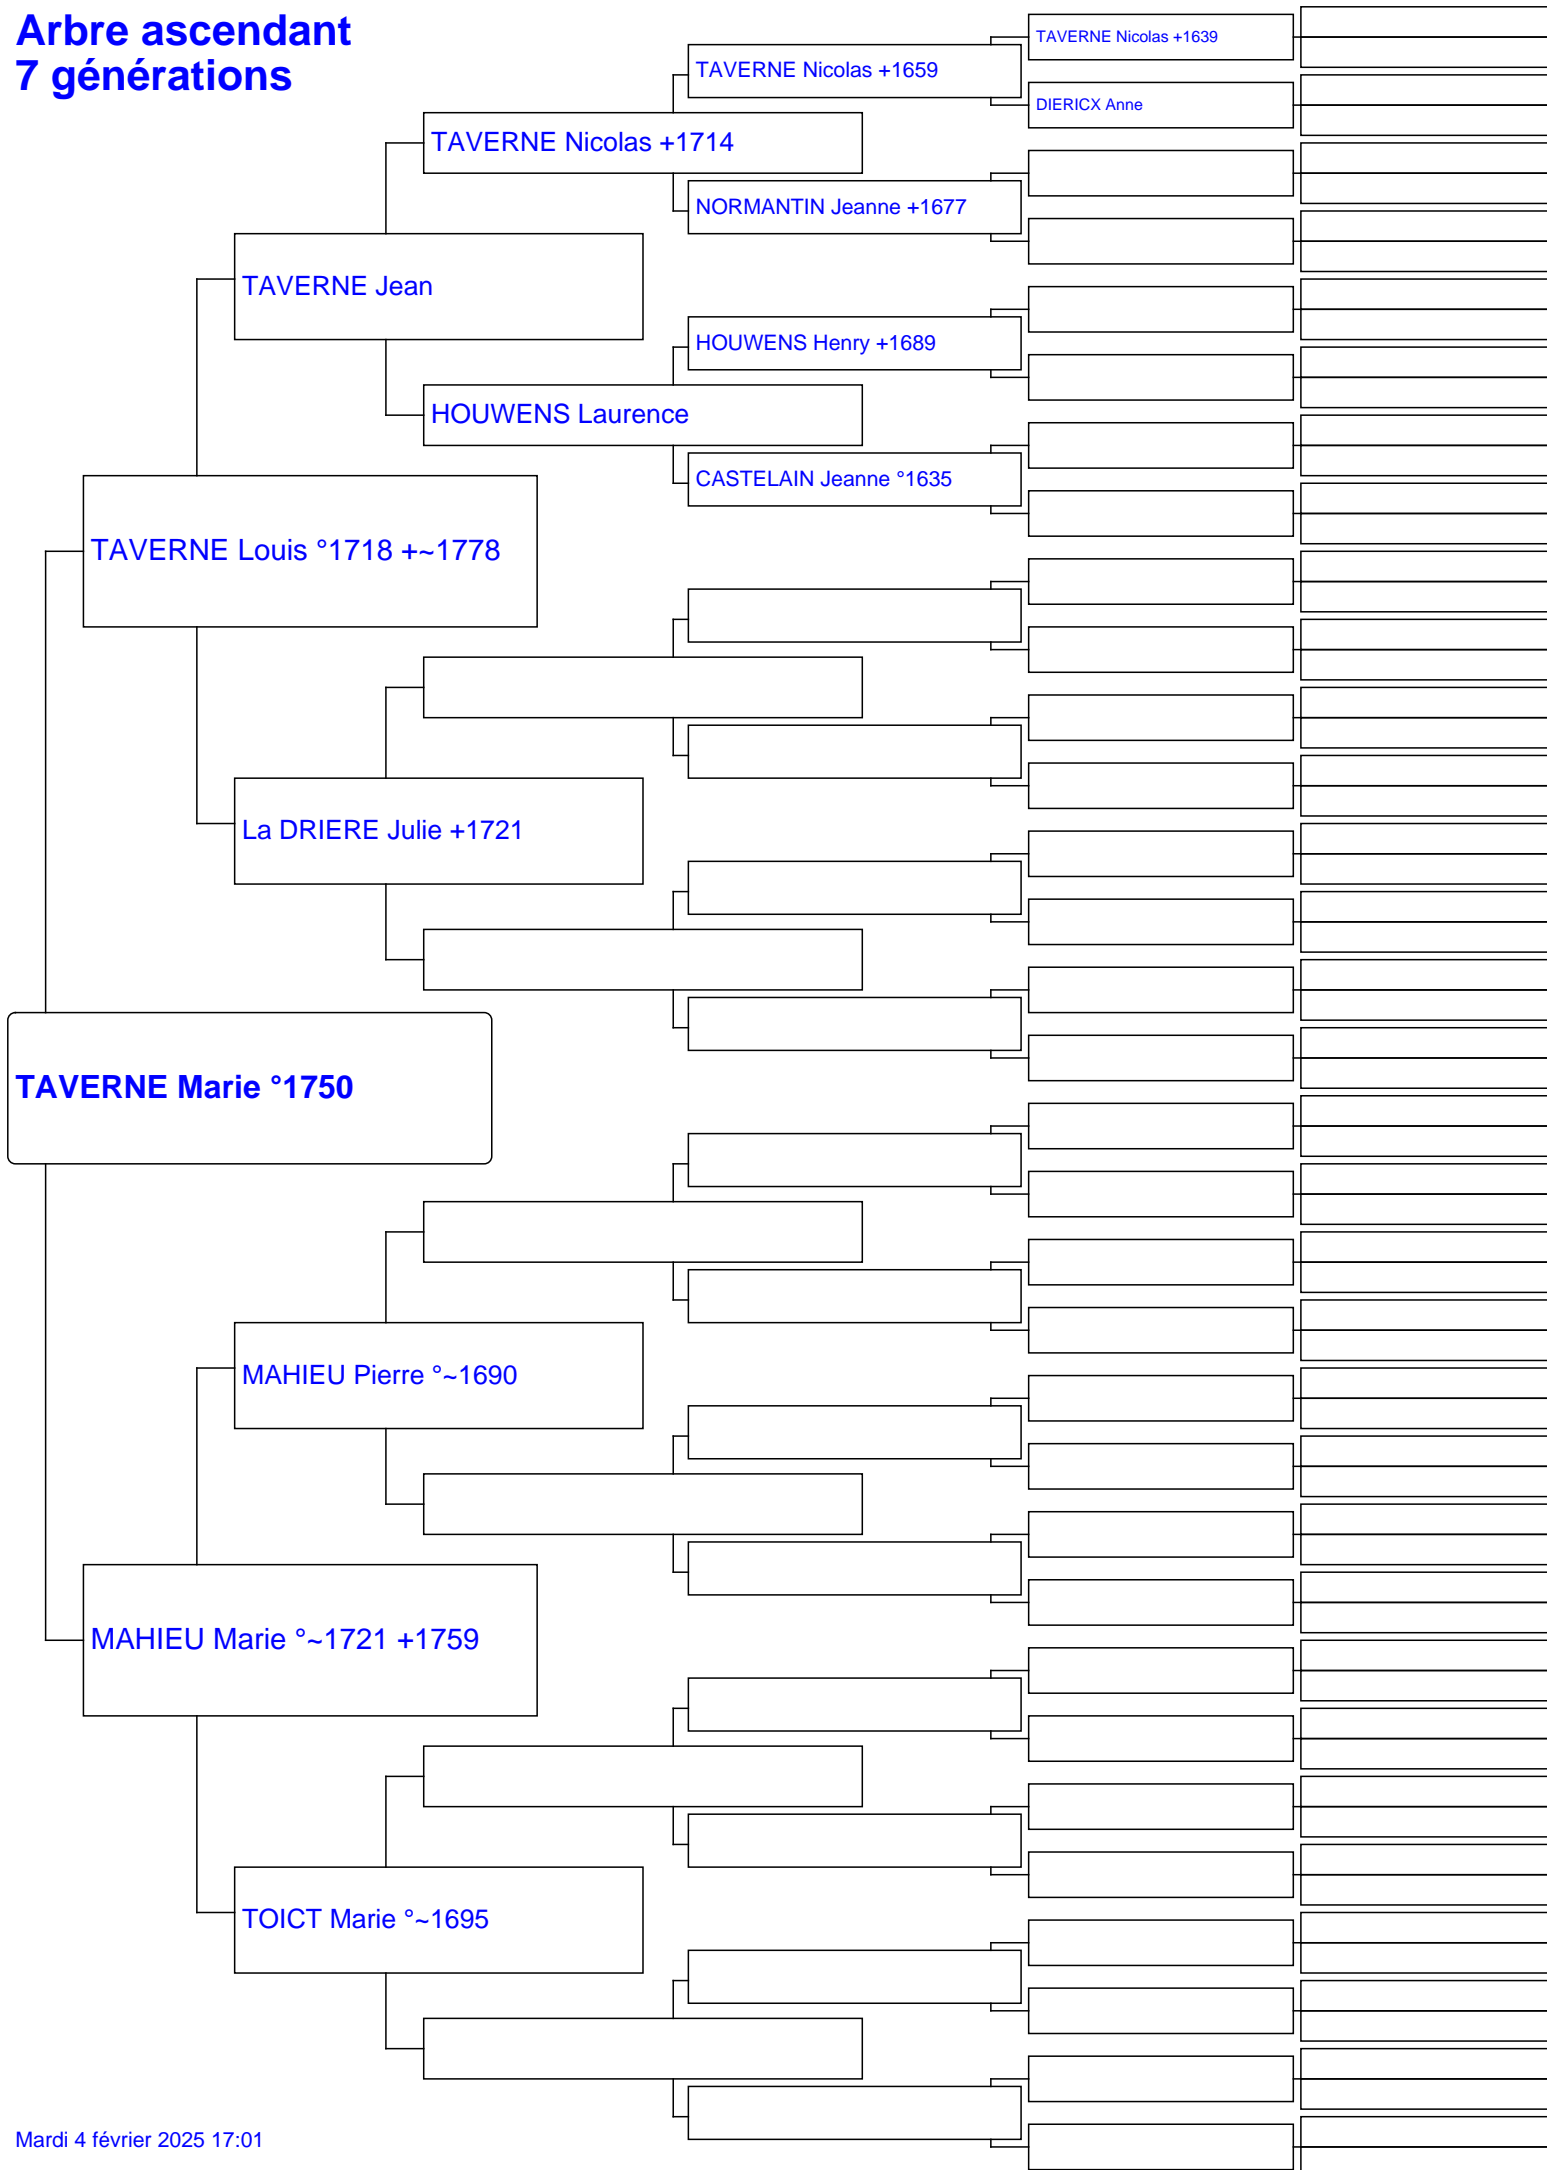 Arbre ascendant
7 générations
TAVERNE Nicolas +1639
TAVERNE Nicolas +1659
DIERICX Anne
TAVERNE Nicolas +1714
NORMANTIN Jeanne +1677
TAVERNE Jean
HOUWENS Henry +1689
HOUWENS Laurence
CASTELAIN Jeanne °1635
TAVERNE Louis °1718 +~1778
La DRIERE Julie +1721
TAVERNE Marie °1750
MAHIEU Pierre °~1690
MAHIEU Marie °~1721 +1759
TOICT Marie °~1695
Mardi 4 février 2025 17:01